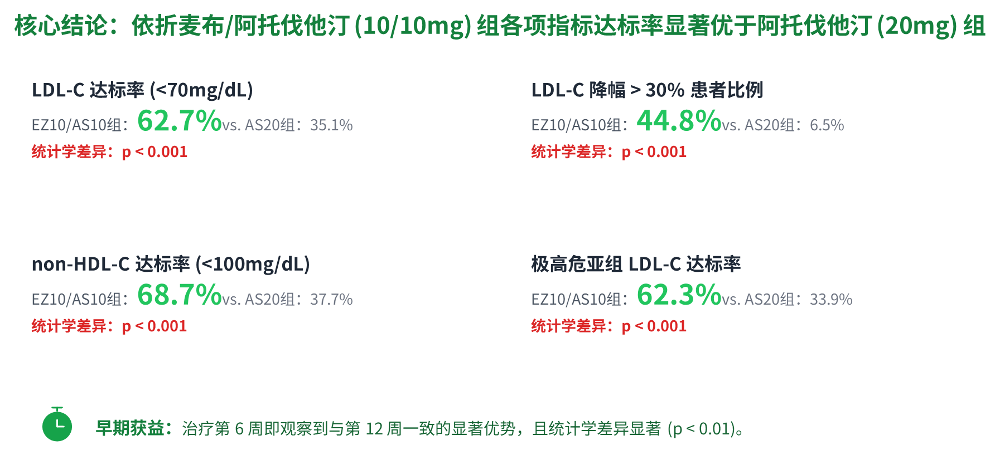 核心结论：依折麦布/阿托伐他汀 (10/10mg) 组各项指标达标率显著优于阿托伐他汀 (20mg) 组
LDL-C 达标率 (<70mg/dL)
EZ10/AS10组：62.7%vs. AS20组：35.1%
统计学差异：p < 0.001
LDL-C 降幅 > 30% 患者比例
EZ10/AS10组：44.8%vs. AS20组：6.5%
统计学差异：p < 0.001
non-HDL-C 达标率 (<100mg/dL)
EZ10/AS10组：68.7%vs. AS20组：37.7%
统计学差异：p < 0.001
极高危亚组 LDL-C 达标率
EZ10/AS10组：62.3%vs. AS20组：33.9%
统计学差异：p < 0.001
早期获益：治疗第 6 周即观察到与第 12 周一致的显著优势，且统计学差异显著 (p < 0.01)。